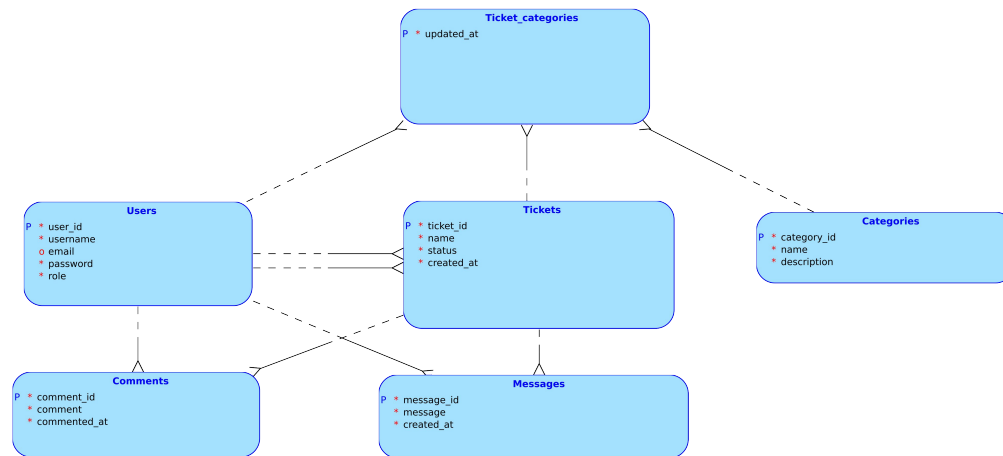 Ticket_categories
P * updated_at
Users
P * user_id
* username
o email
* password
* role
Tickets
P * ticket_id
* name
* status
* created_at
Categories
P * category_id
* name
* description
Comments
P * comment_id
* comment
* commented_at
Messages
P * message_id
* message
* created_at